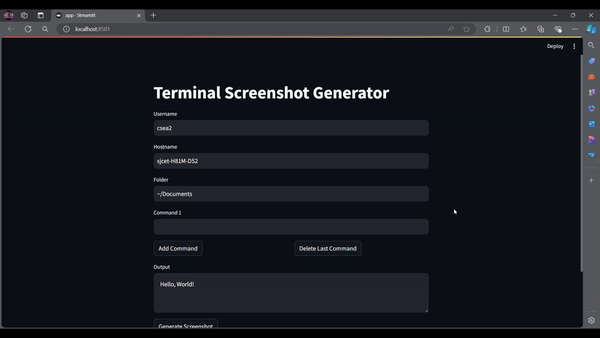 app · Streamlit
localhost:8501
Deploy
Terminal Screenshot Generator
Username
csea2
Hostname
sjcet-H81M-DS2
Folder
~/Documents
Command 1
Add Command
Delete Last Command
Output
Hello, World!
Generate Screenshot